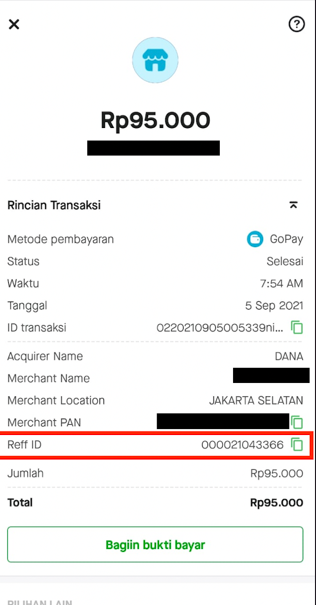 Rp95.000
Rincian Transaksi
Metode pembayaran GoPay
Status Selesai
Waktu 7:54 AM
Tanggal 5 Sep 2021
ID transaksi 0220210905005339ni...
Acquirer Name DANA
Merchant Name
Merchant Location JAKARTA SELATAN
Merchant PAN
Reff ID 000021043366
Jumlah Rp95.000
Total Rp95.000
Bagiin bukti bayar
PILIHAN LAIN